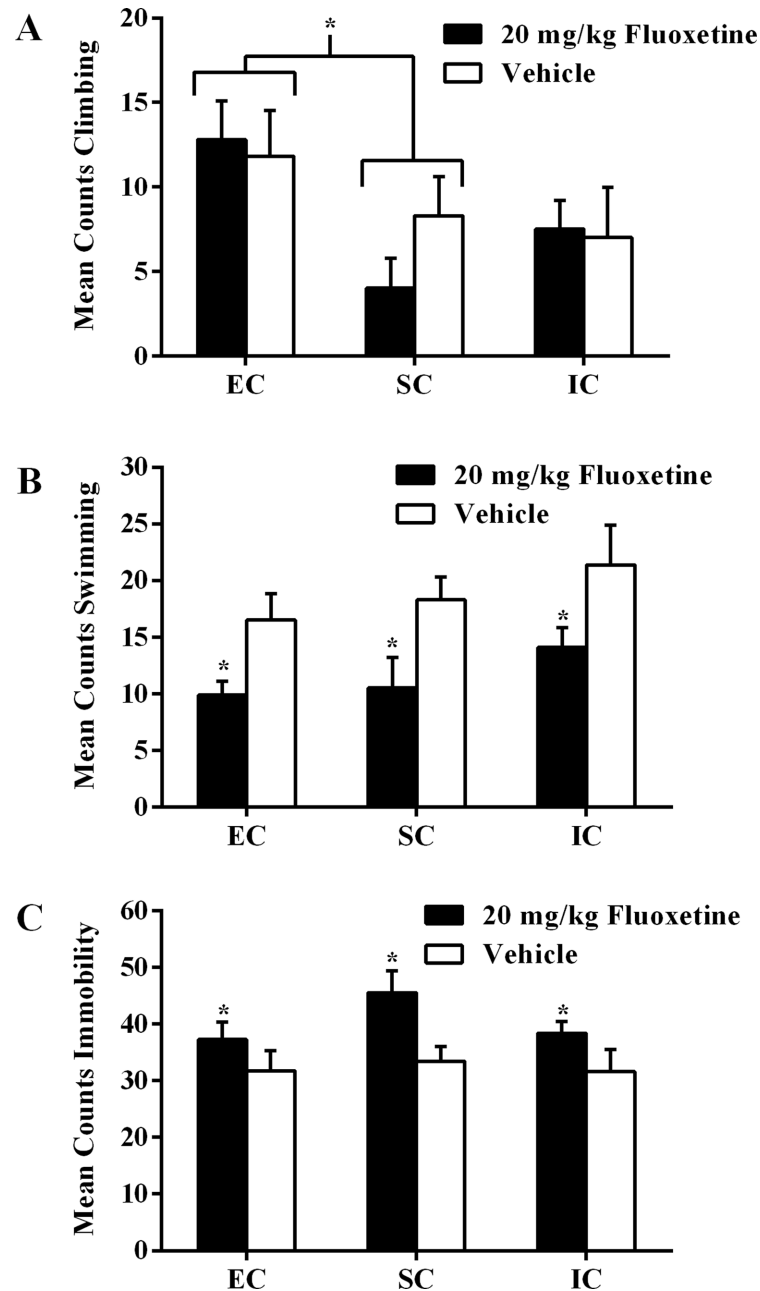 A
Mean Counts Climbing
20
15
10
5
0
*
20 mg/kg Fluoxetine
Vehicle
EC SC IC
B
Mean Counts Swimming
30
25
20
15
10
5
0
20 mg/kg Fluoxetine
Vehicle
* * *
EC SC IC
C
Mean Counts Immobility
60
50
40
30
20
10
0
20 mg/kg Fluoxetine
Vehicle
* * *
EC SC IC